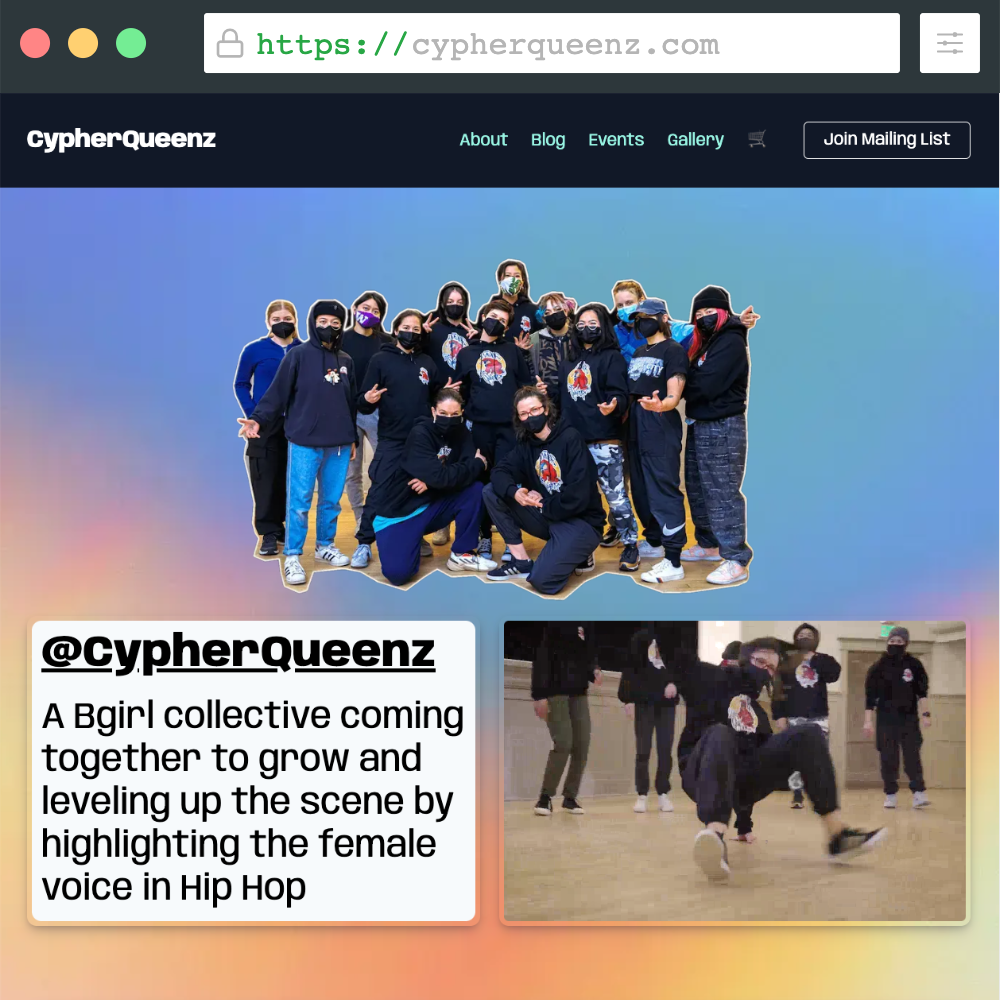 https://cypherqueenz.com
CypherQueenz
About Blog Events Gallery
Join Mailing List
@CypherQueenz
A Bgirl collective coming
together to grow and
leveling up the scene by
highlighting the female
voice in Hip Hop